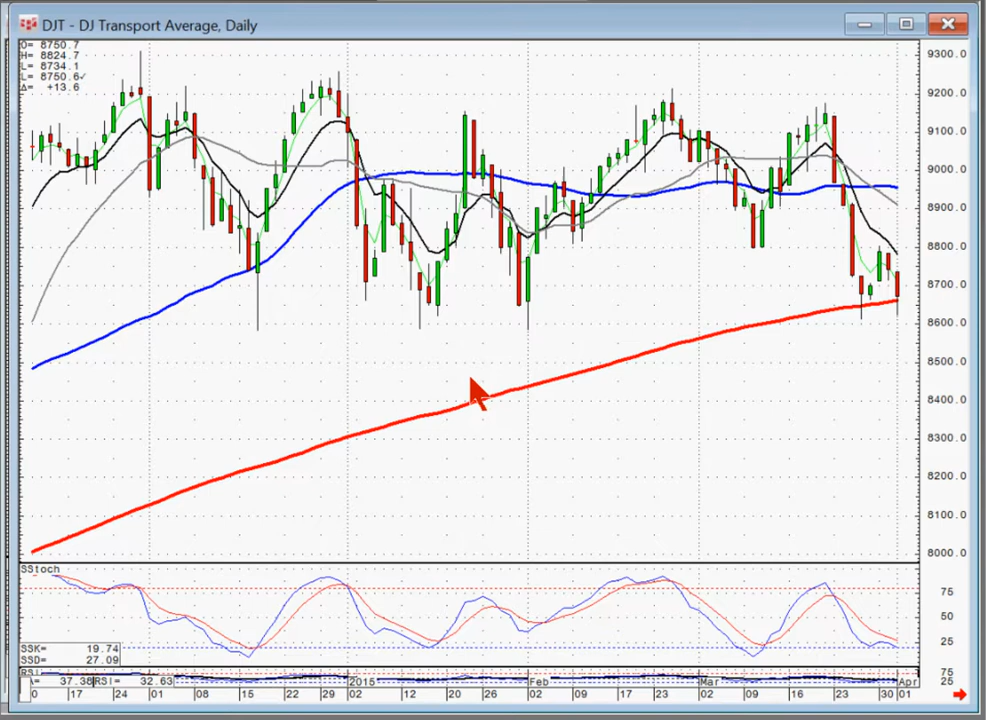 DJT - DJ Transport Average, Daily
O= 8750.7
H= 8824.7
L= 8734.1
L= 8750.6✓
Δ= +13.6
9300.0
9200.0
9100.0
9000.0
8900.0
8800.0
8700.0
8600.0
8500.0
8400.0
8300.0
8200.0
8100.0
8000.0
SStoch
75
50
25
SSK= 19.74
SSD= 27.09
RSI
75
25
A= 37.38 RSI= 32.63
0 17 24 01 08 15 22 29 02 2015 12 20 26 02 Feb 09 17 23 02 Mar 09 16 23 30 01 Apr